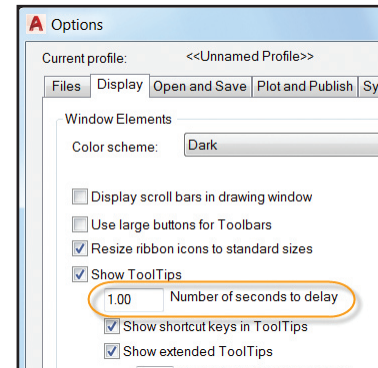 A Options
Current profile: <<Unnamed Profile>>
Files Display Open and Save Plot and Publish Sy
Window Elements
Color scheme: Dark
Display scroll bars in drawing window
Use large buttons for Toolbars
Resize ribbon icons to standard sizes
Show ToolTips
1.00 Number of seconds to delay
Show shortcut keys in ToolTips
Show extended ToolTips